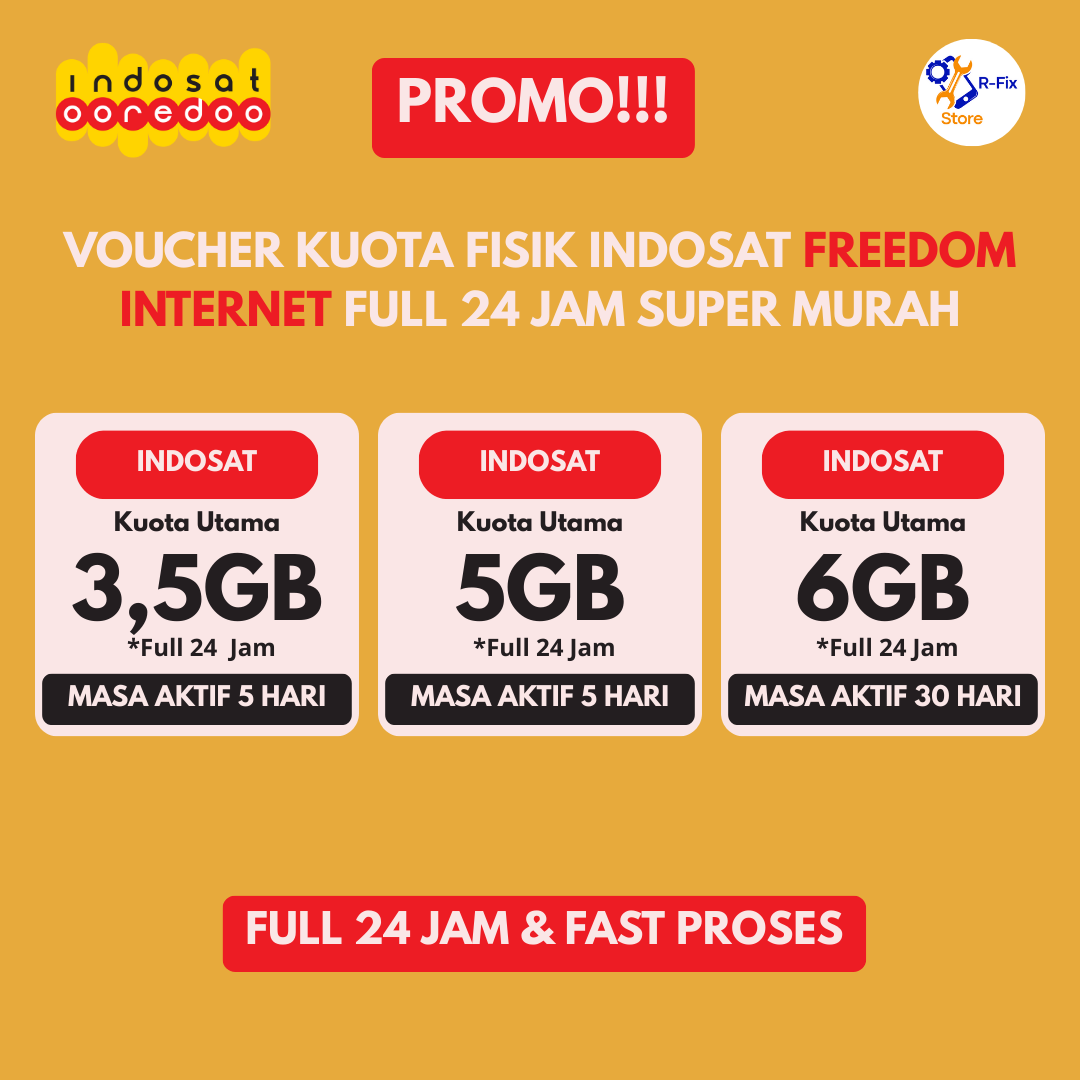 indosat
ooredoo
PROMO!!!
R-Fix
Store
VOUCHER KUOTA FISIK INDOSAT FREEDOM
INTERNET FULL 24 JAM SUPER MURAH
INDOSAT
Kuota Utama
3,5GB
*Full 24 Jam
MASA AKTIF 5 HARI
INDOSAT
Kuota Utama
5GB
*Full 24 Jam
MASA AKTIF 5 HARI
INDOSAT
Kuota Utama
6GB
*Full 24 Jam
MASA AKTIF 30 HARI
FULL 24 JAM & FAST PROSES